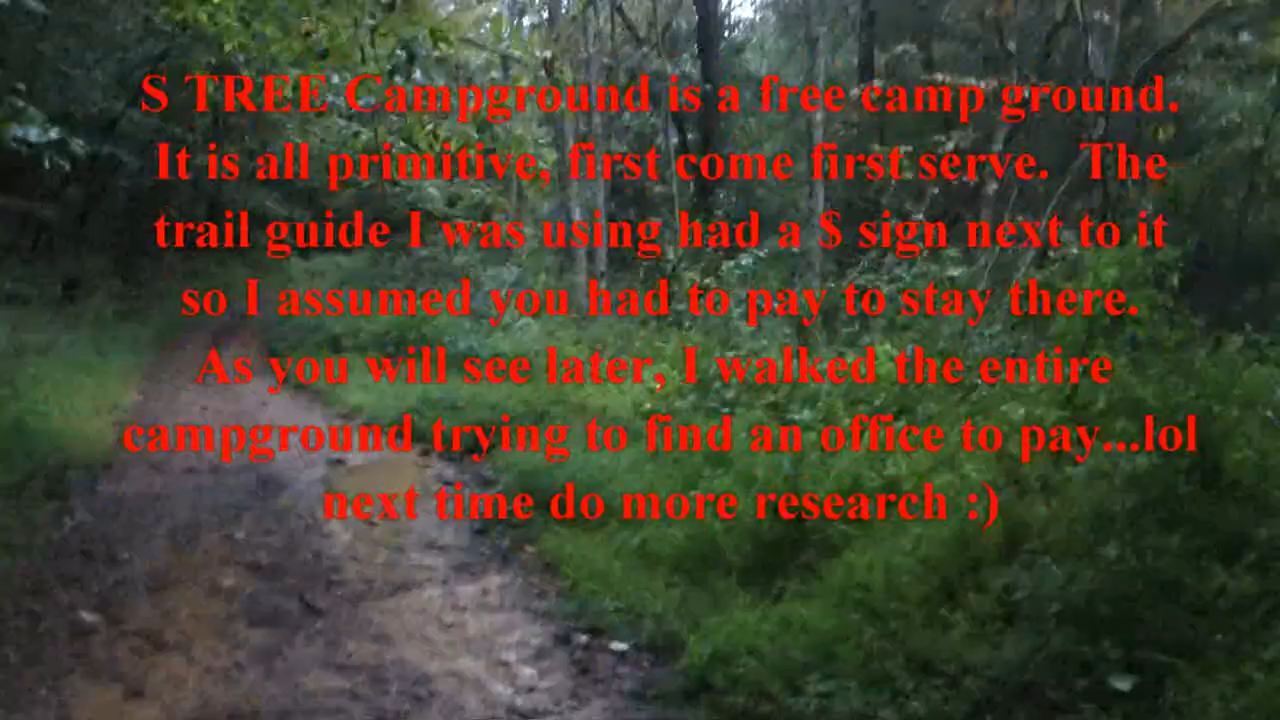 S TREE Campground is a free camp ground.
It is all primitive, first come first serve.  The
trail guide I was using had a $ sign next to it
so I assumed you had to pay to stay there.
As you will see later, I walked the entire
campground trying to find an office to pay...lol
next time do more research :)